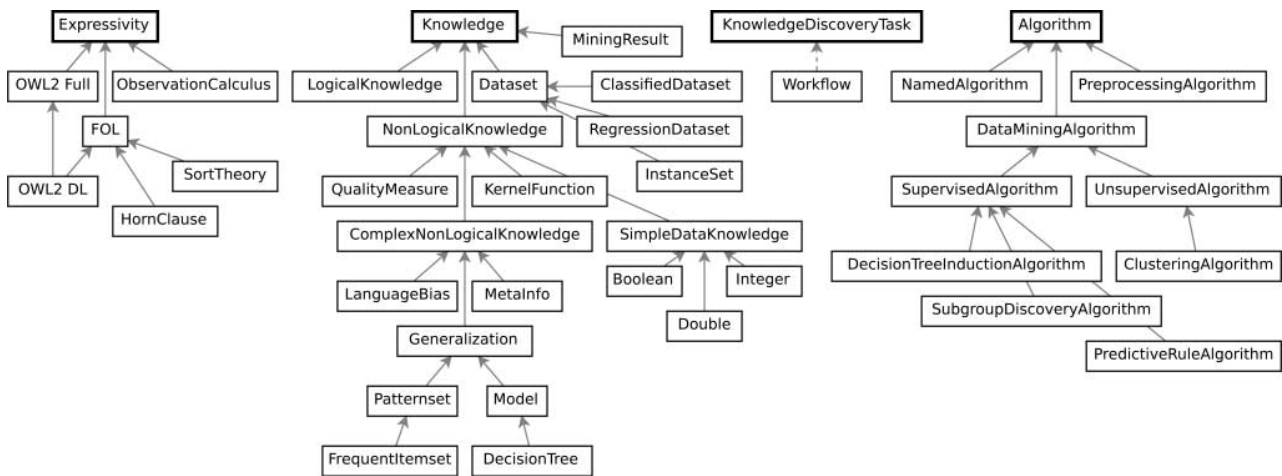 Expressivity
OWL2 Full
ObservationCalculus
FOL
OWL2 DL
SortTheory
HornClause
Knowledge
MiningResult
LogicalKnowledge
Dataset
ClassifiedDataset
NonLogicalKnowledge
RegressionDataset
InstanceSet
QualityMeasure
KernelFunction
ComplexNonLogicalKnowledge
SimpleDataKnowledge
LanguageBias
MetaInfo
Boolean
Integer
Double
Generalization
Patternset
Model
FrequentItemset
DecisionTree
KnowledgeDiscoveryTask
Workflow
Algorithm
NamedAlgorithm
PreprocessingAlgorithm
DataMiningAlgorithm
SupervisedAlgorithm
UnsupervisedAlgorithm
DecisionTreeInductionAlgorithm
ClusteringAlgorithm
SubgroupDiscoveryAlgorithm
PredictiveRuleAlgorithm